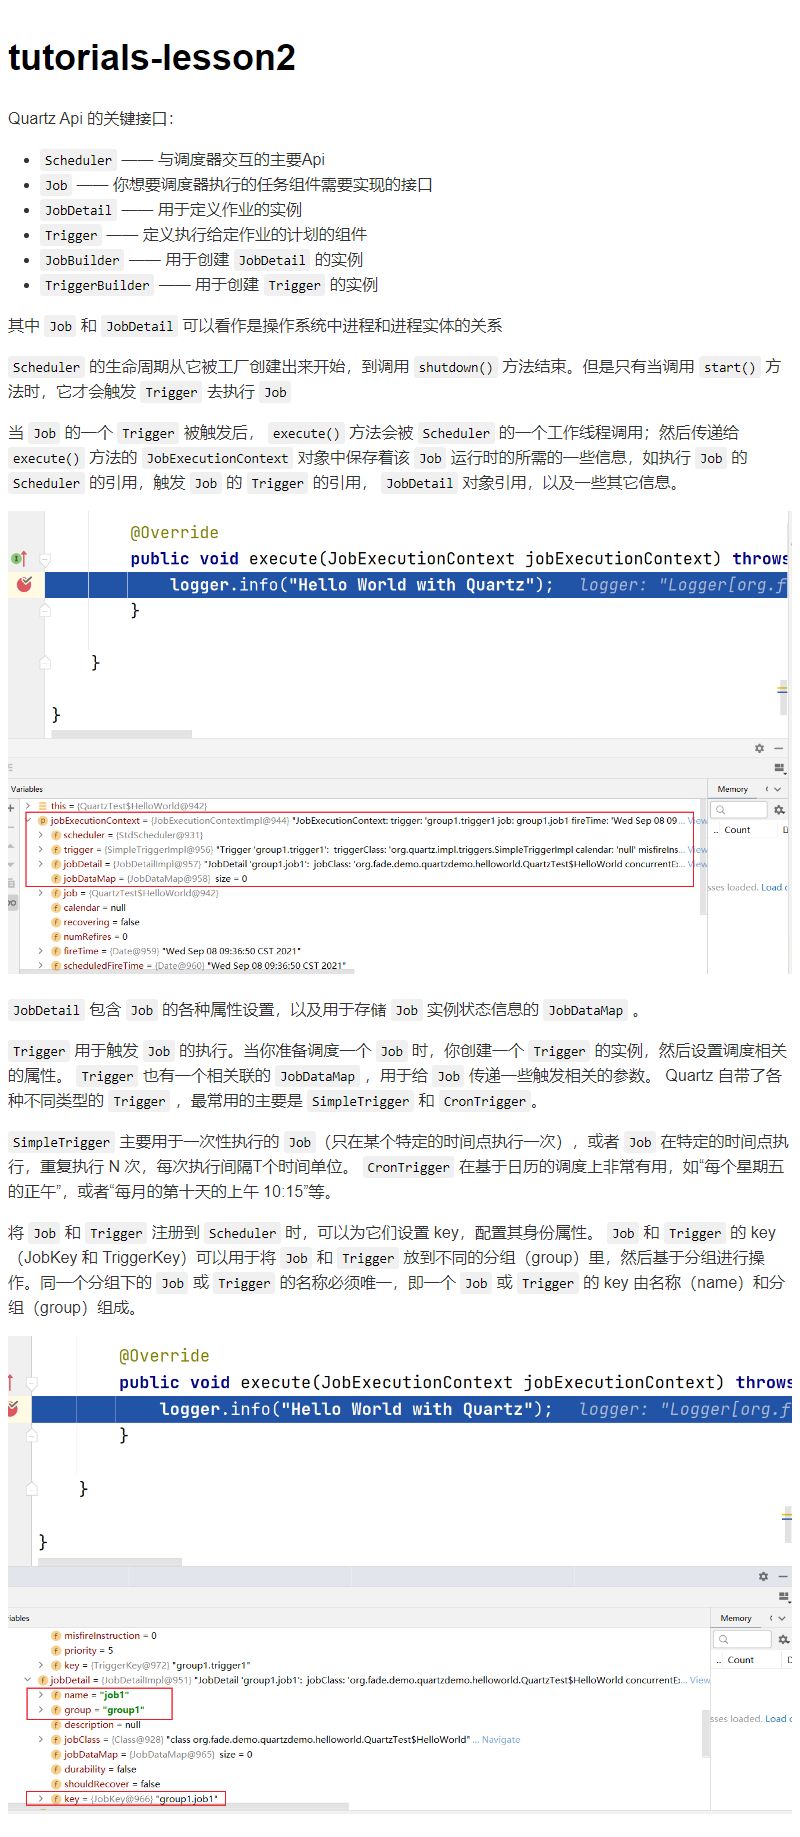 tutorials-lesson2
Quartz Api 的关键接口：
Scheduler —— 与调度器交互的主要Api
Job —— 你想要调度器执行的任务组件需要实现的接口
JobDetail —— 用于定义作业的实例
Trigger —— 定义执行给定作业的计划的组件
JobBuilder —— 用于创建 JobDetail 的实例
TriggerBuilder —— 用于创建 Trigger 的实例
其中 Job 和 JobDetail 可以看作是操作系统中进程和进程实体的关系
Scheduler 的生命周期从它被工厂创建出来开始，到调用 shutdown() 方法结束。但是只有当调用 start() 方
法时，它才会触发 Trigger 去执行 Job
当 Job 的一个 Trigger 被触发后， execute() 方法会被 Scheduler 的一个工作线程调用；然后传递给
execute() 方法的 JobExecutionContext 对象中保存着该 Job 运行时的所需的一些信息，如执行 Job 的
Scheduler 的引用，触发 Job 的 Trigger 的引用， JobDetail 对象引用，以及一些其它信息。
@Override
public void execute(JobExecutionContext jobExecutionContext) throws
logger.info("Hello World with Quartz"); logger: "Logger[org.f
}
}
}
Variables
Memory
this = {QuartzTest$HelloWorld@942}
jobExecutionContext = {JobExecutionContextImpl@944} "JobExecutionContext: trigger: 'group1.trigger1 job: group1.job1 fireTime: 'Wed Sep 08 09... View
scheduler = {StdScheduler@931}
.. Count
trigger = {SimpleTriggerImpl@956} "Trigger 'group1.trigger1': triggerClass: 'org.quartz.impl.triggers.SimpleTriggerImpl calendar: 'null' misfireIns... View
jobDetail = {JobDetailImpl@957} "JobDetail 'group1.job1': jobClass: 'org.fade.demo.quartzdemo.helloworld.QuartzTest$HelloWorld concurrentE... View
jobDataMap = {JobDataMap@958} size = 0
job = {QuartzTest$HelloWorld@942}
sses loaded. Load c
calendar = null
recovering = false
numRefires = 0
fireTime = {Date@959} "Wed Sep 08 09:36:50 CST 2021"
scheduledFireTime = {Date@960} "Wed Sep 08 09:36:50 CST 2021"
JobDetail 包含 Job 的各种属性设置，以及用于存储 Job 实例状态信息的 JobDataMap 。
Trigger 用于触发 Job 的执行。当你准备调度一个 Job 时，你创建一个 Trigger 的实例，然后设置调度相关
的属性。 Trigger 也有一个相关联的 JobDataMap ，用于给 Job 传递一些触发相关的参数。 Quartz 自带了各
种不同类型的 Trigger ，最常用的主要是 SimpleTrigger 和 CronTrigger 。
SimpleTrigger 主要用于一次性执行的 Job（只在某个特定的时间点执行一次），或者 Job 在特定的时间点执
行，重复执行 N 次，每次执行间隔T个时间单位。 CronTrigger 在基于日历的调度上非常有用，如“每个星期五
的正午”，或者“每月的第十天的上午 10:15”等。
将 Job 和 Trigger 注册到 Scheduler 时，可以为它们设置 key，配置其身份属性。 Job 和 Trigger 的 key
（JobKey 和 TriggerKey）可以用于将 Job 和 Trigger 放到不同的分组（group）里，然后基于分组进行操
作。同一个分组下的 Job 或 Trigger 的名称必须唯一，即一个 Job 或 Trigger 的 key 由名称（name）和分
组（group）组成。
@Override
public void execute(JobExecutionContext jobExecutionContext) throws
logger.info("Hello World with Quartz"); logger: "Logger[org.f
}
}
}
riables
Memory
misfireInstruction = 0
priority = 5
.. Count
key = {TriggerKey@972} "group1.trigger1"
jobDetail = {JobDetailImpl@951} "JobDetail 'group1.job1': jobClass: 'org.fade.demo.quartzdemo.helloworld.QuartzTest$HelloWorld concurrentE... View
name = "job1"
group = "group1"
sses loaded. Load c
description = null
jobClass = {Class@928} "class org.fade.demo.quartzdemo.helloworld.QuartzTest$HelloWorld" ... Navigate
jobDataMap = {JobDataMap@965} size = 0
durability = false
shouldRecover = false
key = {JobKey@966} "group1.job1"